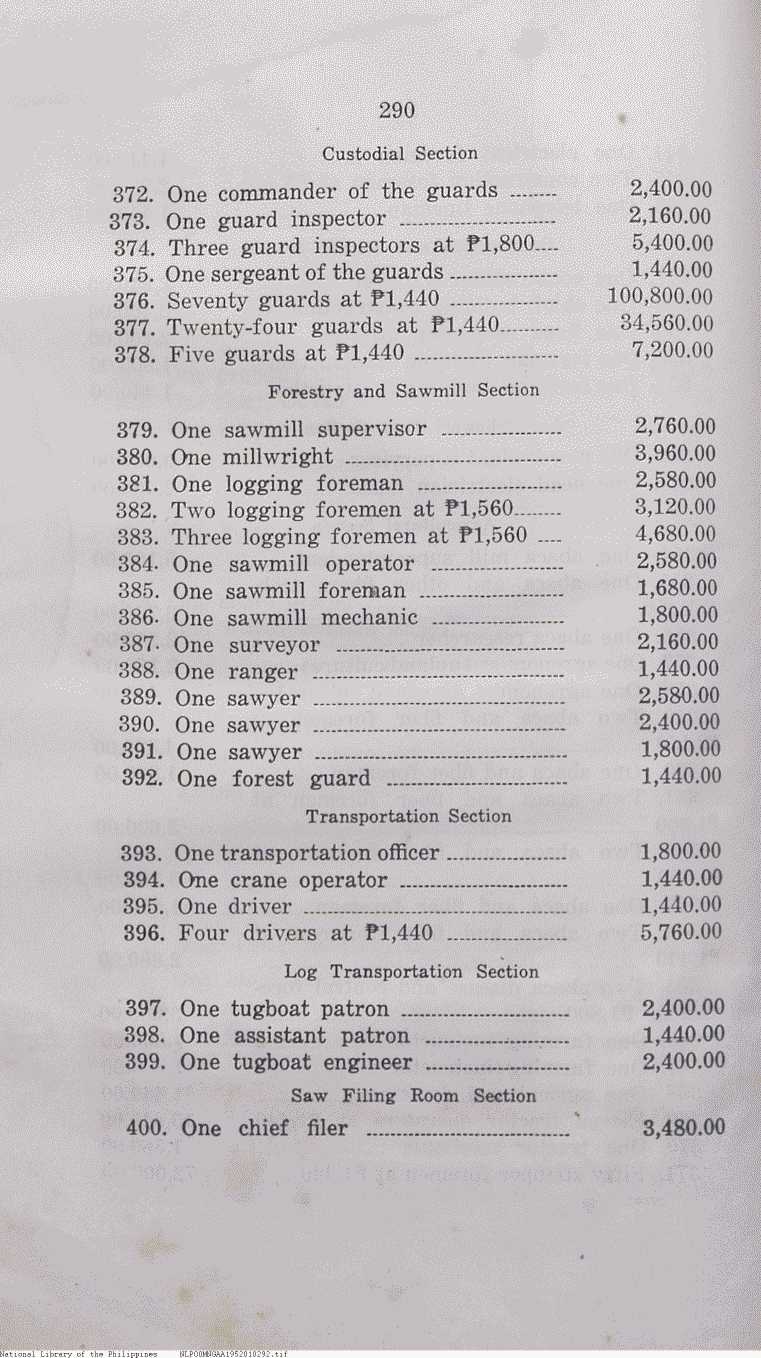 290
Custodial Section
372. One commander of the guards ........ 2,400.00
373. One guard inspector ........ 2,160.00
374. Three guard inspectors at ₱1,800.... 5,400.00
375. One sergeant of the guards ........ 1,440.00
376. Seventy guards at ₱1,440 ........ 100,800.00
377. Twenty-four guards at ₱1,440........ 34,560.00
378. Five guards at ₱1,440 ........ 7,200.00
Forestry and Sawmill Section
379. One sawmill supervisor ........ 2,760.00
380. One millwright ........ 3,960.00
381. One logging foreman ........ 2,580.00
382. Two logging foremen at ₱1,560........ 3,120.00
383. Three logging foremen at ₱1,560 .... 4,680.00
384. One sawmill operator ........ 2,580.00
385. One sawmill foreman ........ 1,680.00
386. One sawmill mechanic ........ 1,800.00
387. One surveyor ........ 2,160.00
388. One ranger ........ 1,440.00
389. One sawyer ........ 2,580.00
390. One sawyer ........ 2,400.00
391. One sawyer ........ 1,800.00
392. One forest guard ........ 1,440.00
Transportation Section
393. One transportation officer ........ 1,800.00
394. One crane operator ........ 1,440.00
395. One driver ........ 1,440.00
396. Four drivers at ₱1,440 ........ 5,760.00
Log Transportation Section
397. One tugboat patron ........ 2,400.00
398. One assistant patron ........ 1,440.00
399. One tugboat engineer ........ 2,400.00
Saw Filing Room Section
400. One chief filer ........ 3,480.00
National Library of the Philippines NLPO0MNGAA1952010292.tif